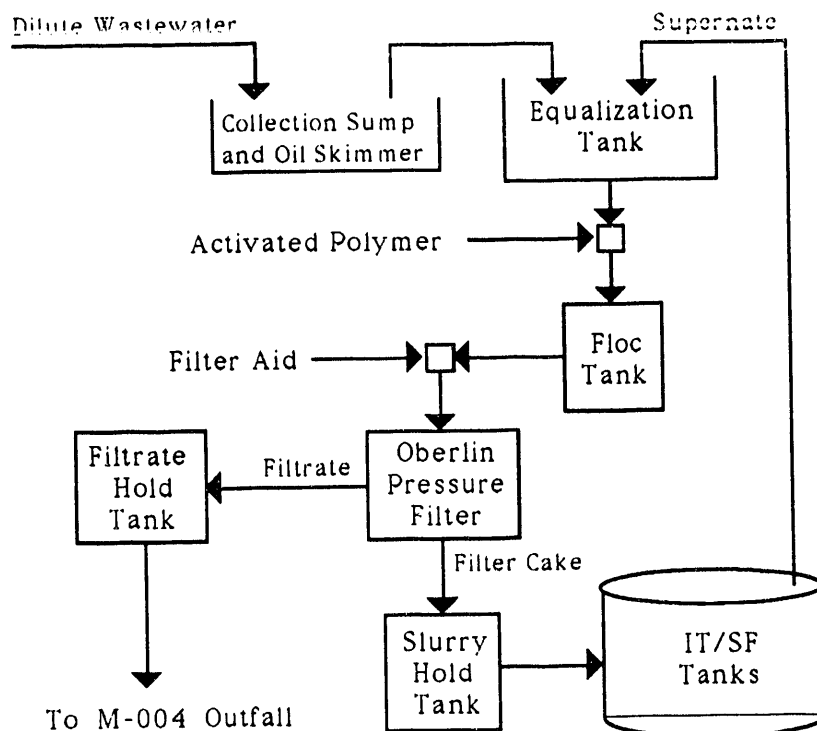 Dilute Wastewater
Supernate
Collection Sump
and Oil Skimmer
Equalization
Tank
Activated Polymer
Filter Aid
Floc
Tank
Filtrate
Hold
Tank
Filtrate
Oberlin
Pressure
Filter
Filter Cake
Slurry
Hold
Tank
IT/SF
Tanks
To M-004 Outfall